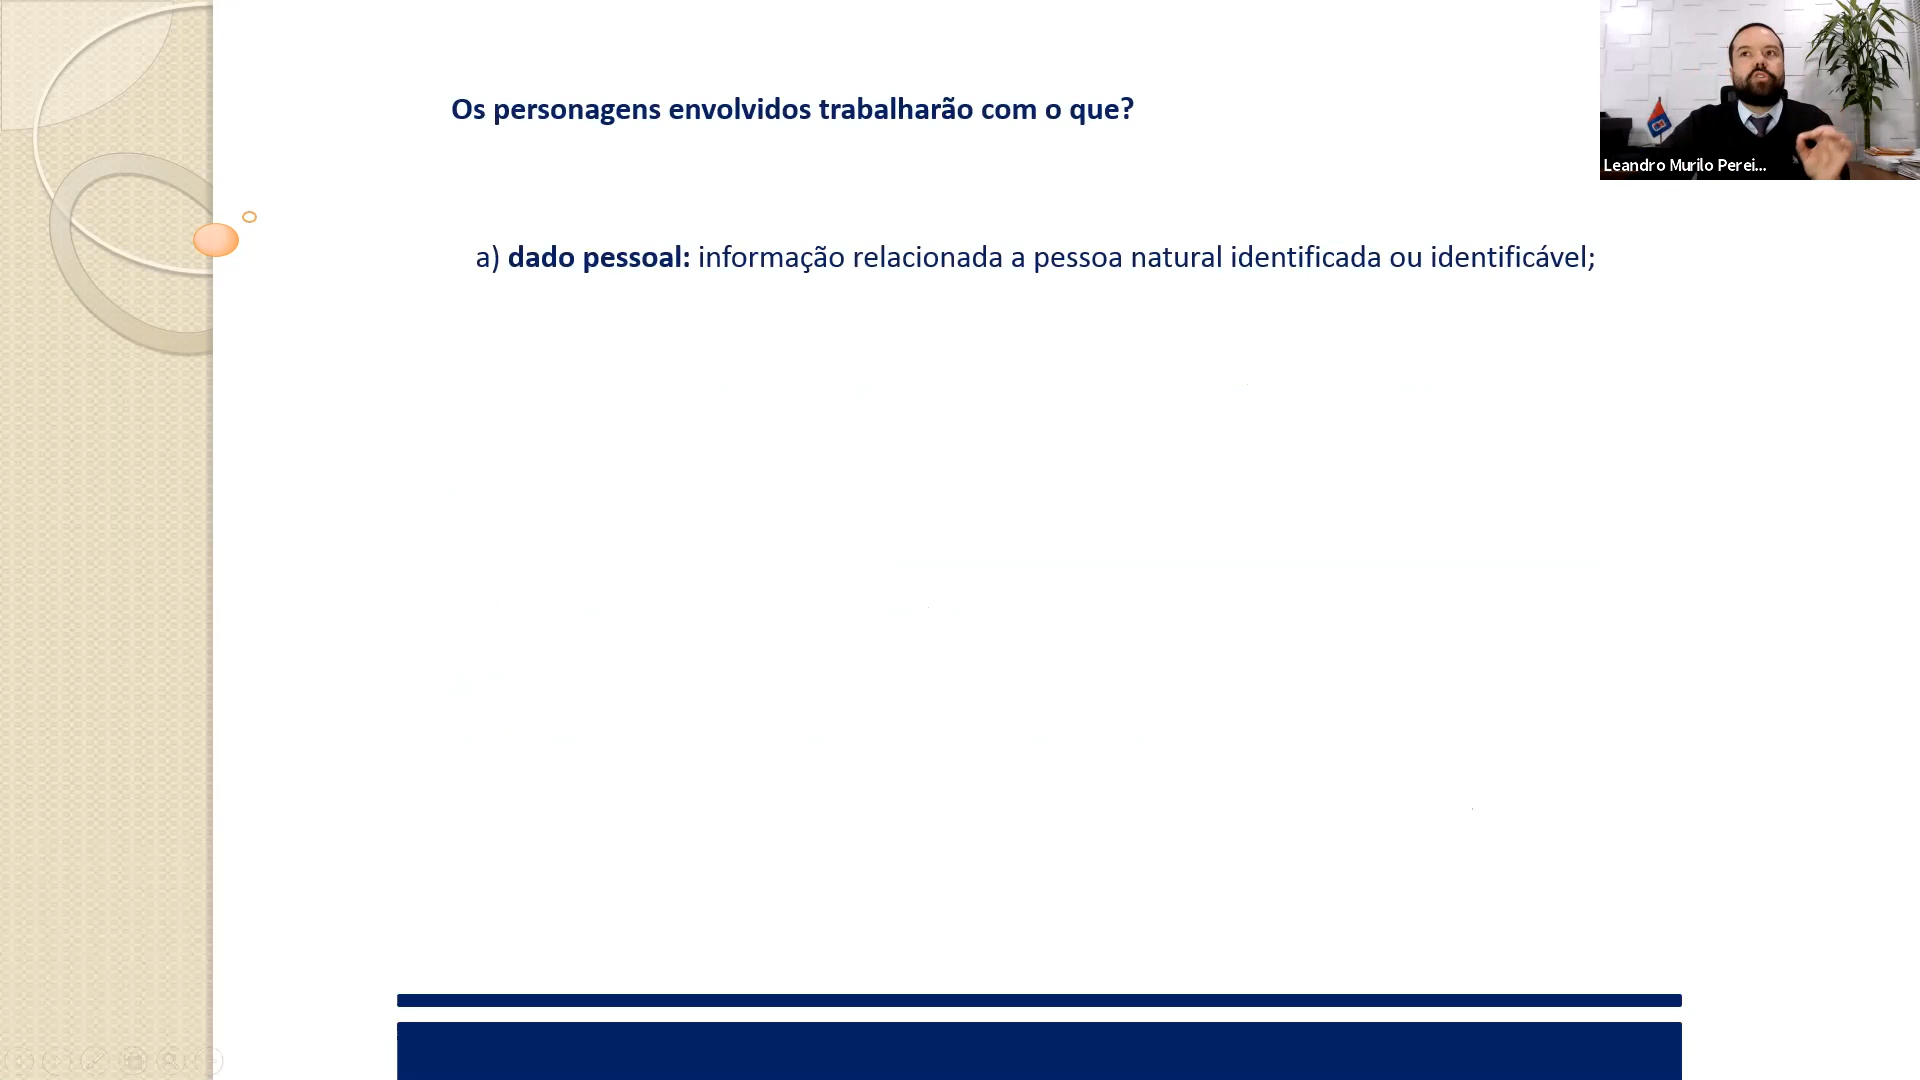 Os personagens envolvidos trabalharão com o que?
Leandro Murilo Perei...
a) dado pessoal: informação relacionada a pessoa natural identificada ou identificável;